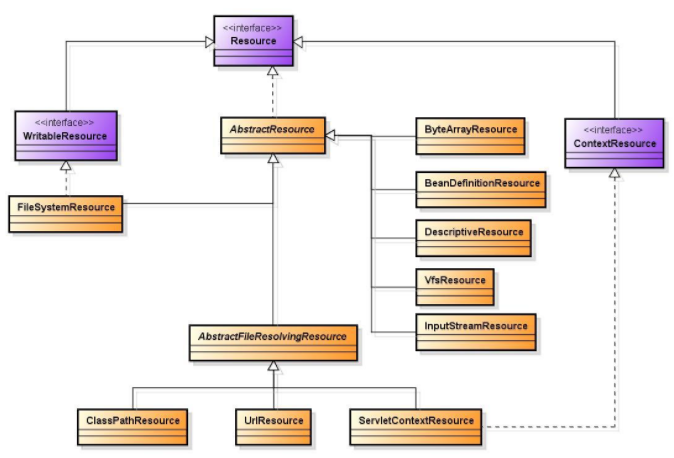 <<interface>>
Resource
<<interface>>
WritableResource
AbstractResource
ByteArrayResource
<<interface>>
ContextResource
FileSystemResource
BeanDefinitionResource
DescriptiveResource
VfsResource
InputStreamResource
AbstractFileResolvingResource
ClassPathResource
UrlResource
ServletContextResource